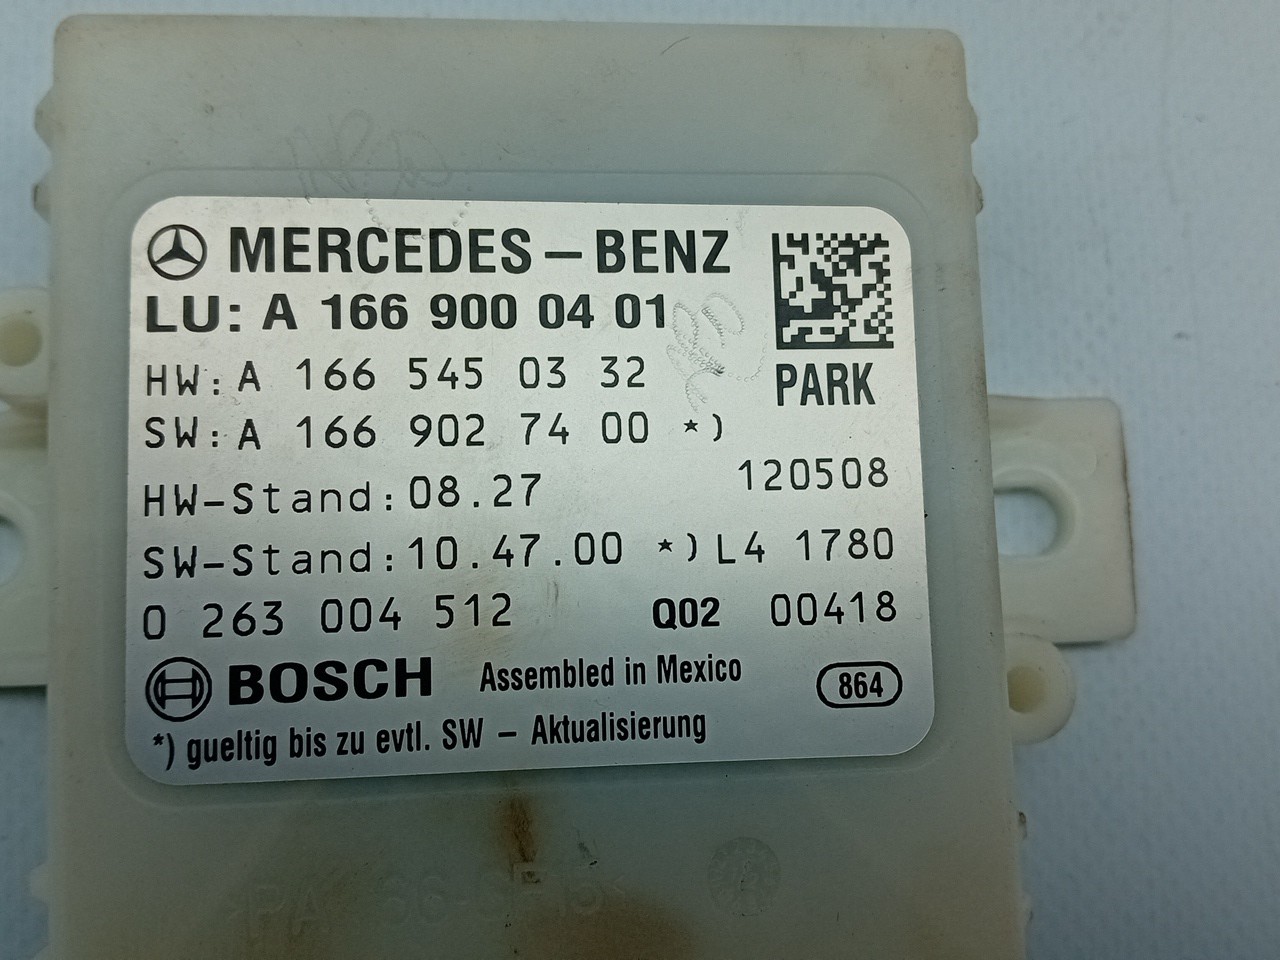 MERCEDES-BENZ
LU: A 166 900 04 01
HW: A 166 545 03 32
PARK
SW: A 166 902 74 00 *)
120508
HW-Stand: 08.27
SW-Stand: 10.47.00 *) L4 1780
0 263 004 512 Q02 00418
BOSCH Assembled in Mexico 864
*) gueltig bis zu evtl. SW - Aktualisierung